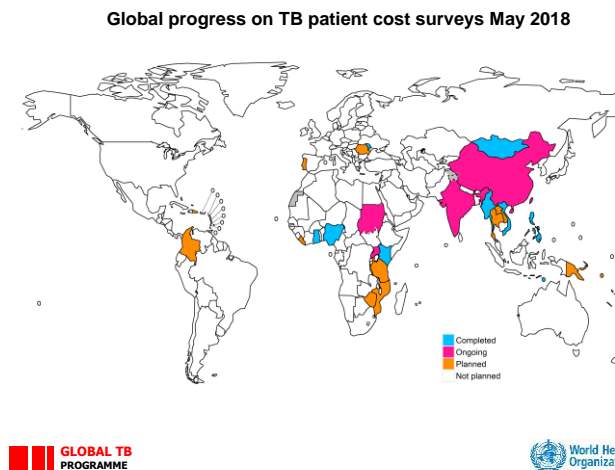 Global progress on TB patient cost surveys May 2018
Completed
Ongoing
Planned
Not planned
GLOBAL TB
PROGRAMME
World He
Organizat